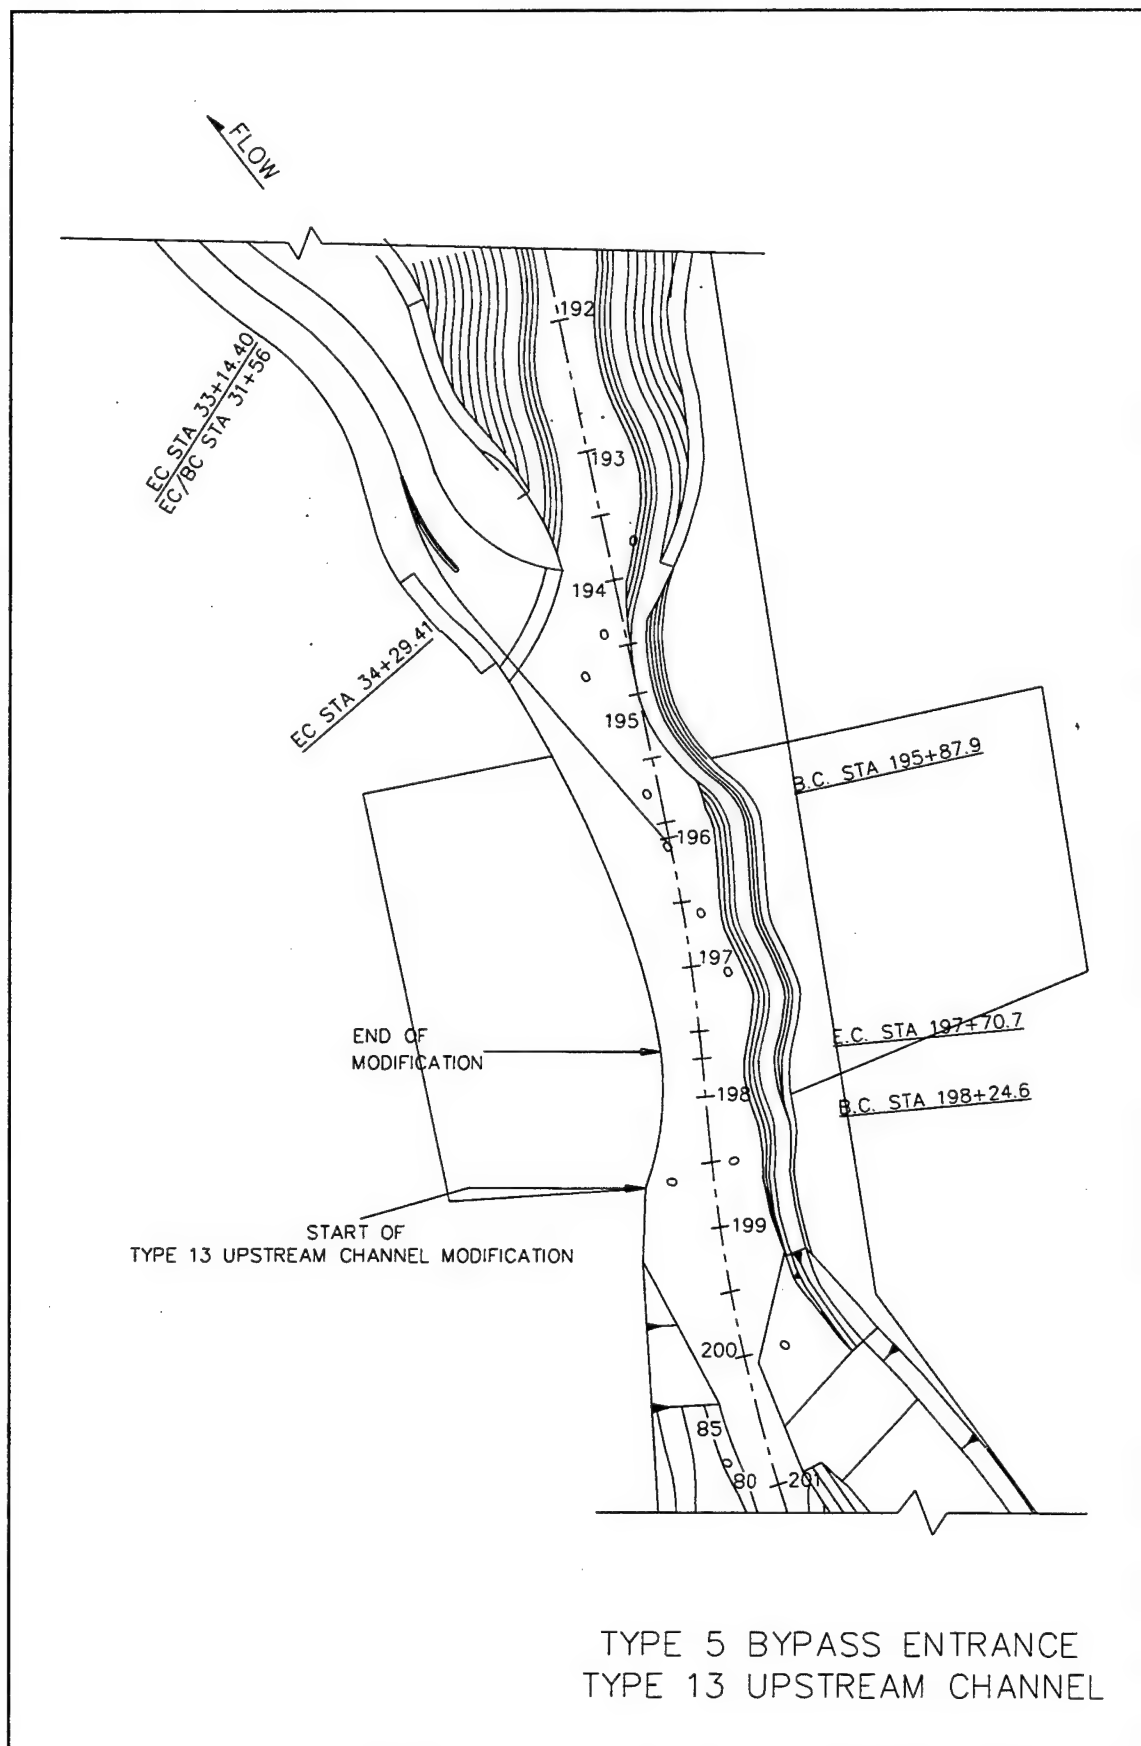 FLOW
192
EC STA 33+14.40
EC/BC STA 31+56
193
194
EC STA 34+29.41
195
B.C. STA 195+87.9
196
197
END OF
MODIFICATION
E.C. STA 197+70.7
198
B.C. STA 198+24.6
START OF
TYPE 13 UPSTREAM CHANNEL MODIFICATION
199
200
85
80
201
TYPE 5 BYPASS ENTRANCE
TYPE 13 UPSTREAM CHANNEL